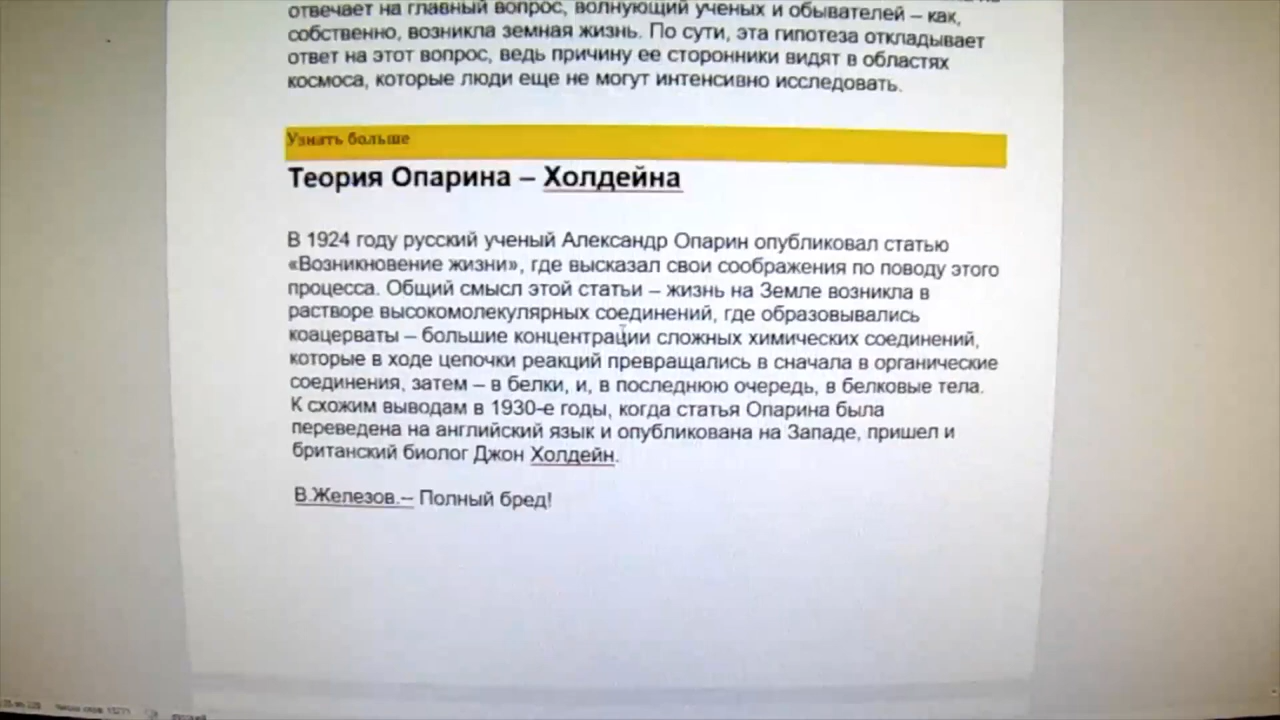 отвечает на главный вопрос, волнующий ученых и обывателей – как,
собственно, возникла земная жизнь. По сути, эта гипотеза откладывает
ответ на этот вопрос, ведь причину ее сторонники видят в областях
космоса, которые люди еще не могут интенсивно исследовать.
Узнать больше
Теория Опарина – Холдейна
В 1924 году русский ученый Александр Опарин опубликовал статью
«Возникновение жизни», где высказал свои соображения по поводу этого
процесса. Общий смысл этой статьи – жизнь на Земле возникла в
растворе высокомолекулярных соединений, где образовывались
коацерваты – большие концентрации сложных химических соединений,
которые в ходе цепочки реакций превращались в сначала в органические
соединения, затем – в белки, и, в последнюю очередь, в белковые тела.
К схожим выводам в 1930-е годы, когда статья Опарина была
переведена на английский язык и опубликована на Западе, пришел и
британский биолог Джон Холдейн.
В.Железов.– Полный бред!